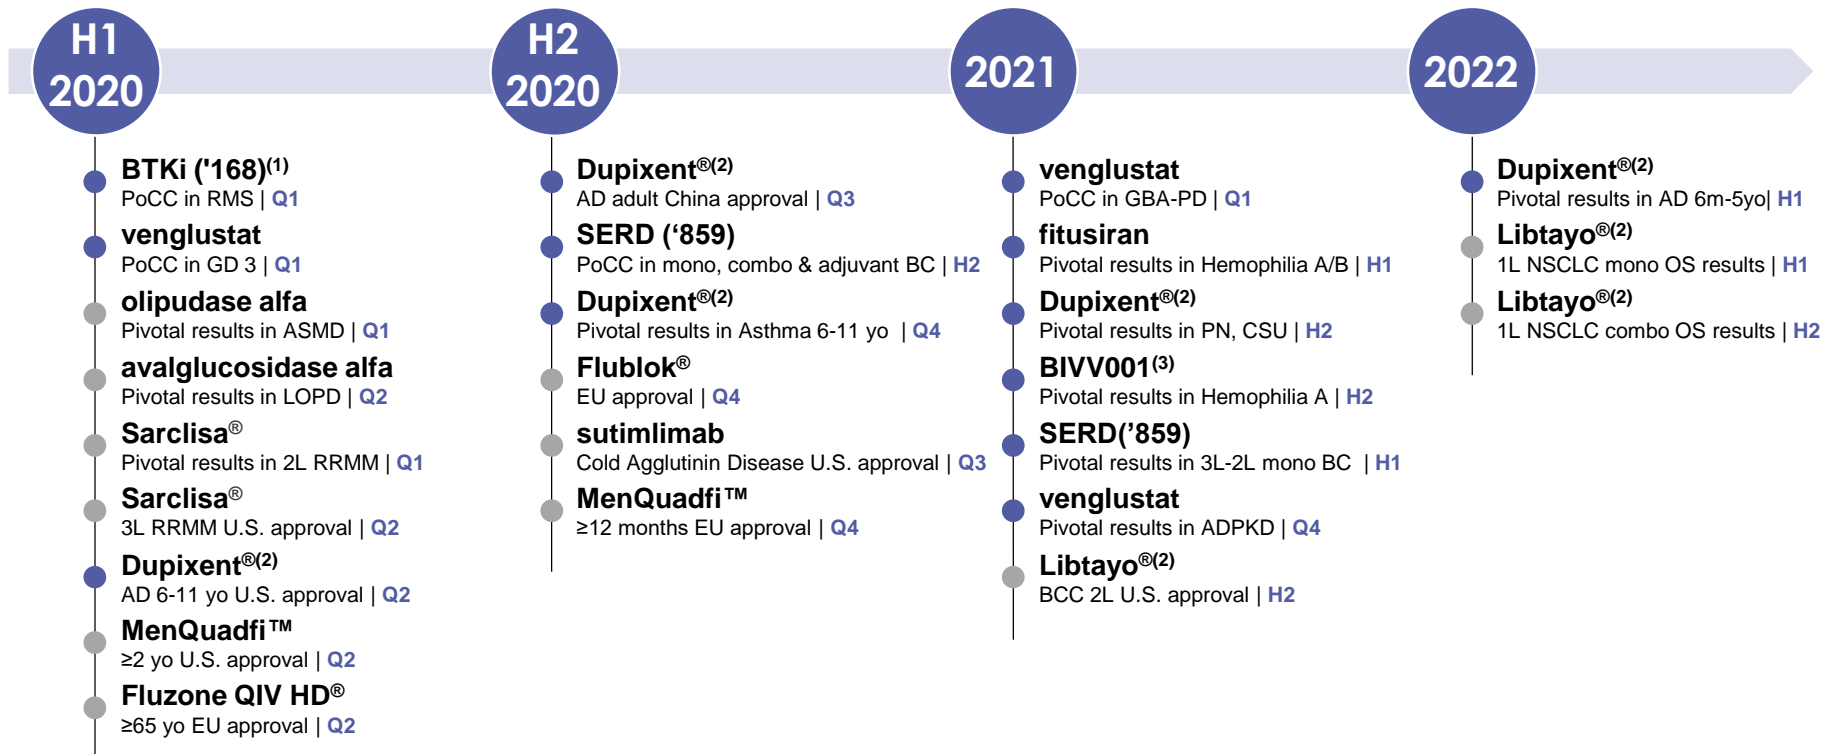 H1
2020
BTKi ('168)(1)
PoCC in RMS | Q1
venglustat
PoCC in GD 3 | Q1
olipudase alfa
Pivotal results in ASMD | Q1
avalglucosidase alfa
Pivotal results in LOPD | Q2
Sarclisa®
Pivotal results in 2L RRMM | Q1
Sarclisa®
3L RRMM U.S. approval | Q2
Dupixent®(2)
AD 6-11 yo U.S. approval | Q2
MenQuadfi™
≥2 yo U.S. approval | Q2
Fluzone QIV HD®
≥65 yo EU approval | Q2
H2
2020
Dupixent®(2)
AD adult China approval | Q3
SERD (‘859)
PoCC in mono, combo & adjuvant BC | H2
Dupixent®(2)
Pivotal results in Asthma 6-11 yo | Q4
Flublok®
EU approval | Q4
sutimlimab
Cold Agglutinin Disease U.S. approval | Q3
MenQuadfi™
≥12 months EU approval | Q4
2021
venglustat
PoCC in GBA-PD | Q1
fitusiran
Pivotal results in Hemophilia A/B | H1
Dupixent®(2)
Pivotal results in PN, CSU | H2
BIVV001(3)
Pivotal results in Hemophilia A | H2
SERD(’859)
Pivotal results in 3L-2L mono BC | H1
venglustat
Pivotal results in ADPKD | Q4
Libtayo®(2)
BCC 2L U.S. approval | H2
2022
Dupixent®(2)
Pivotal results in AD 6m-5yo| H1
Libtayo®(2)
1L NSCLC mono OS results | H1
Libtayo®(2)
1L NSCLC combo OS results | H2